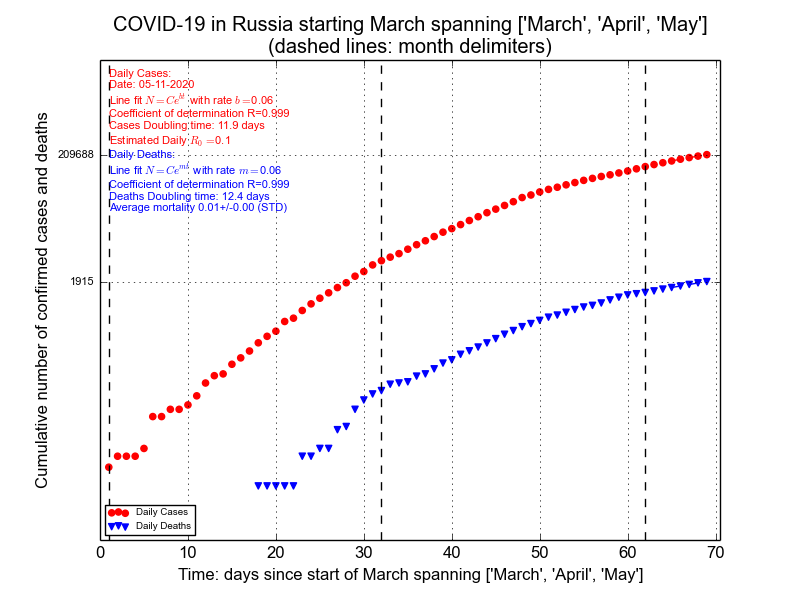 COVID-19 in Russia starting March spanning ['March', 'April', 'May']
(dashed lines: month delimiters)
Daily Cases:
Date: 05-11-2020
Line fit N = Ce^{bt} with rate b =0.06
Coefficient of determination R=0.999
Cases Doubling time: 11.9 days
Estimated Daily R_0 =0.1
Daily Deaths:
Line fit N = Ce^{mt} with rate m =0.06
Coefficient of determination R=0.999
Deaths Doubling time: 12.4 days
Average mortality 0.01+/-0.00 (STD)
209688
1915
Cumulative number of confirmed cases and deaths
Daily Cases
Daily Deaths
0 10 20 30 40 50 60 70
Time: days since start of March spanning ['March', 'April', 'May']